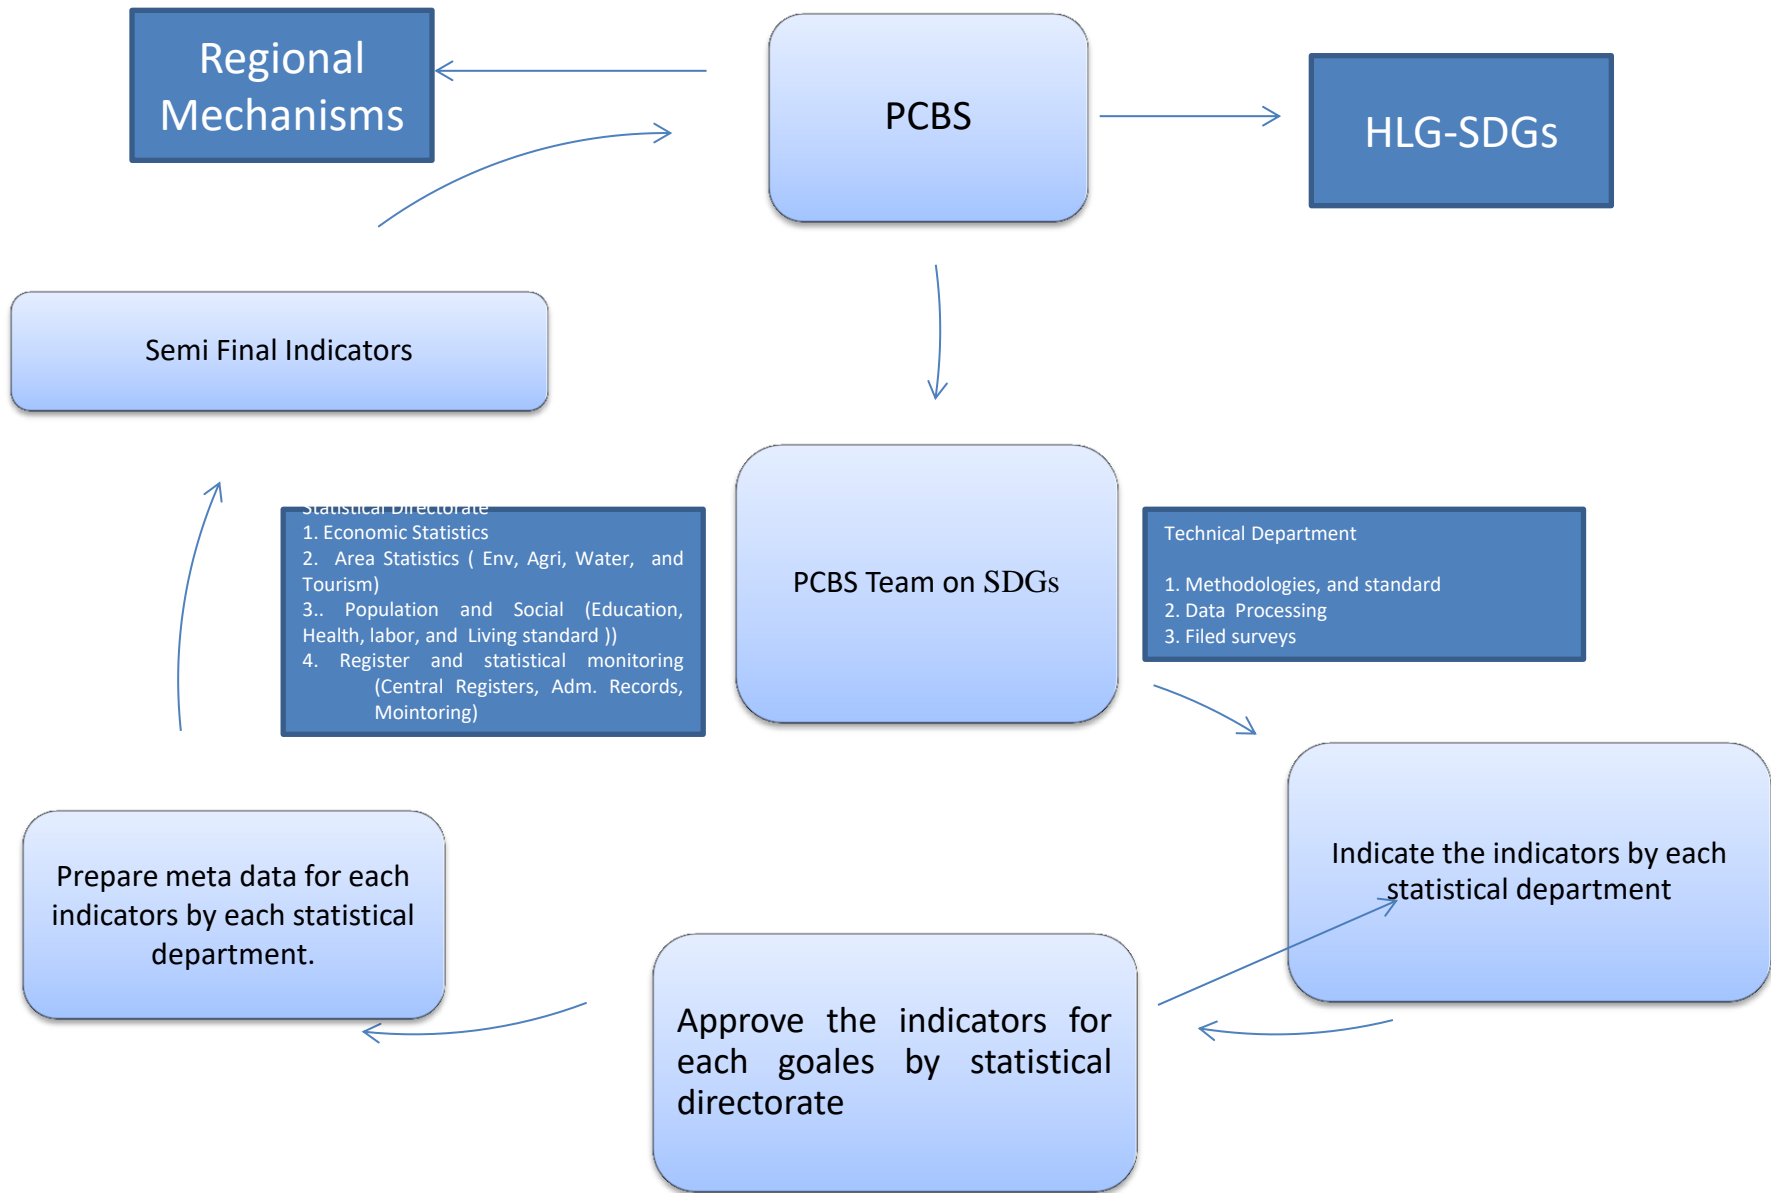 Regional
Mechanisms
PCBS
HLG-SDGs
Semi Final Indicators
Statistical Directorate
1. Economic Statistics
2. Area Statistics ( Env, Agri, Water, and
Tourism)
3.. Population and Social (Education,
Health, labor, and Living standard ))
4. Register and statistical monitoring
(Central Registers, Adm. Records,
Mointoring)
PCBS Team on SDGs
Technical Department
1. Methodologies, and standard
2. Data Processing
3. Filed surveys
Prepare meta data for each
indicators by each statistical
department.
Indicate the indicators by each
statistical department
Approve the indicators for
each goales by statistical
directorate